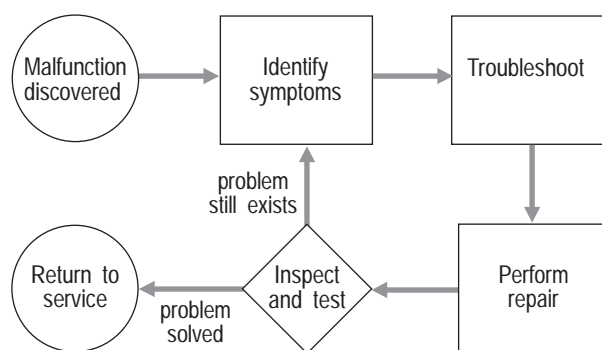 Malfunction
discovered
Identify
symptoms
Troubleshoot
problem
still exists
Return to
service
problem
solved
Inspect
and test
Perform
repair